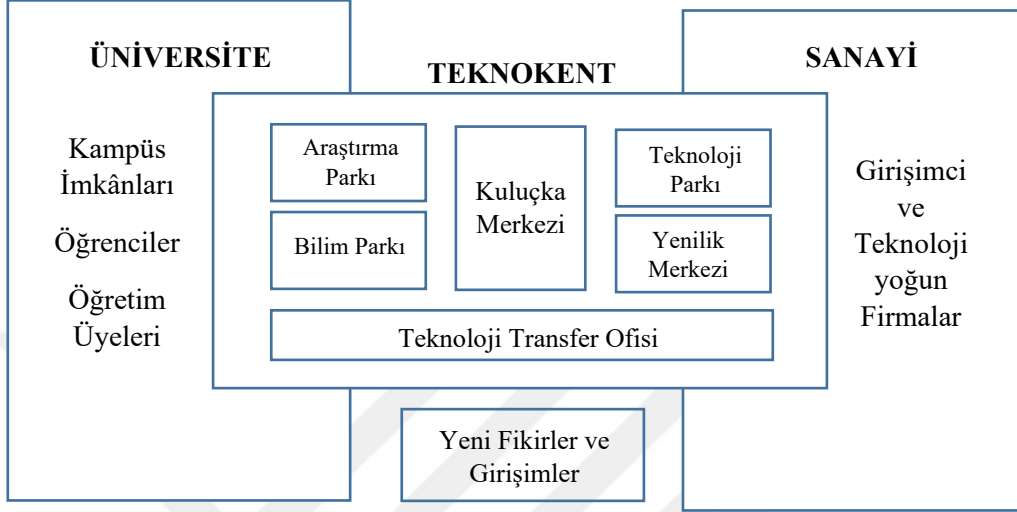 ÜNİVERSİTE
Kampüs
İmkânları
Öğrenciler
Öğretim
Üyeleri
TEKNOKENT
Araştırma
Parkı
Bilim Parkı
Kuluçka
Merkezi
Teknoloji
Parkı
Yenilik
Merkezi
Teknoloji Transfer Ofisi
Yeni Fikirler ve
Girişimler
SANAYİ
Girişimci
ve
Teknoloji
yoğun
Firmalar